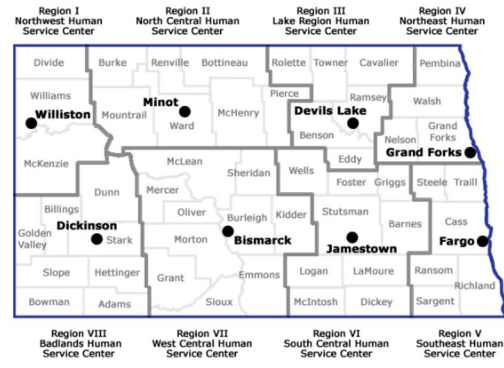 Region I
Northwest Human
Service Center
Region II
North Central Human
Service Center
Region III
Lake Region Human
Service Center
Region IV
Northeast Human
Service Center
Divide
Burke
Renville
Bottineau
Rolette
Towner
Cavalier
Pembina
Williams
Williston
Mountrail
Minot
Ward
McHenry
Pierce
Ramsey
Devils Lake
Benson
Walsh
Nelson
Grand
Forks
Grand Forks
McKenzie
McLean
Sheridan
Wells
Eddy
Foster
Griggs
Steele
Traill
Dunn
Mercer
Billings
Golden
Valley
Dickinson
Stark
Oliver
Morton
Burleigh
Bismarck
Kidder
Stutsman
Jamestown
Barnes
Cass
Fargo
Slope
Hettinger
Grant
Emmons
Logan
LaMoure
Ransom
Richland
Bowman
Adams
Sioux
McIntosh
Dickey
Sargent
Region VIII
Badlands Human
Service Center
Region VII
West Central Human
Service Center
Region VI
South Central Human
Service Center
Region V
Southeast Human
Service Center